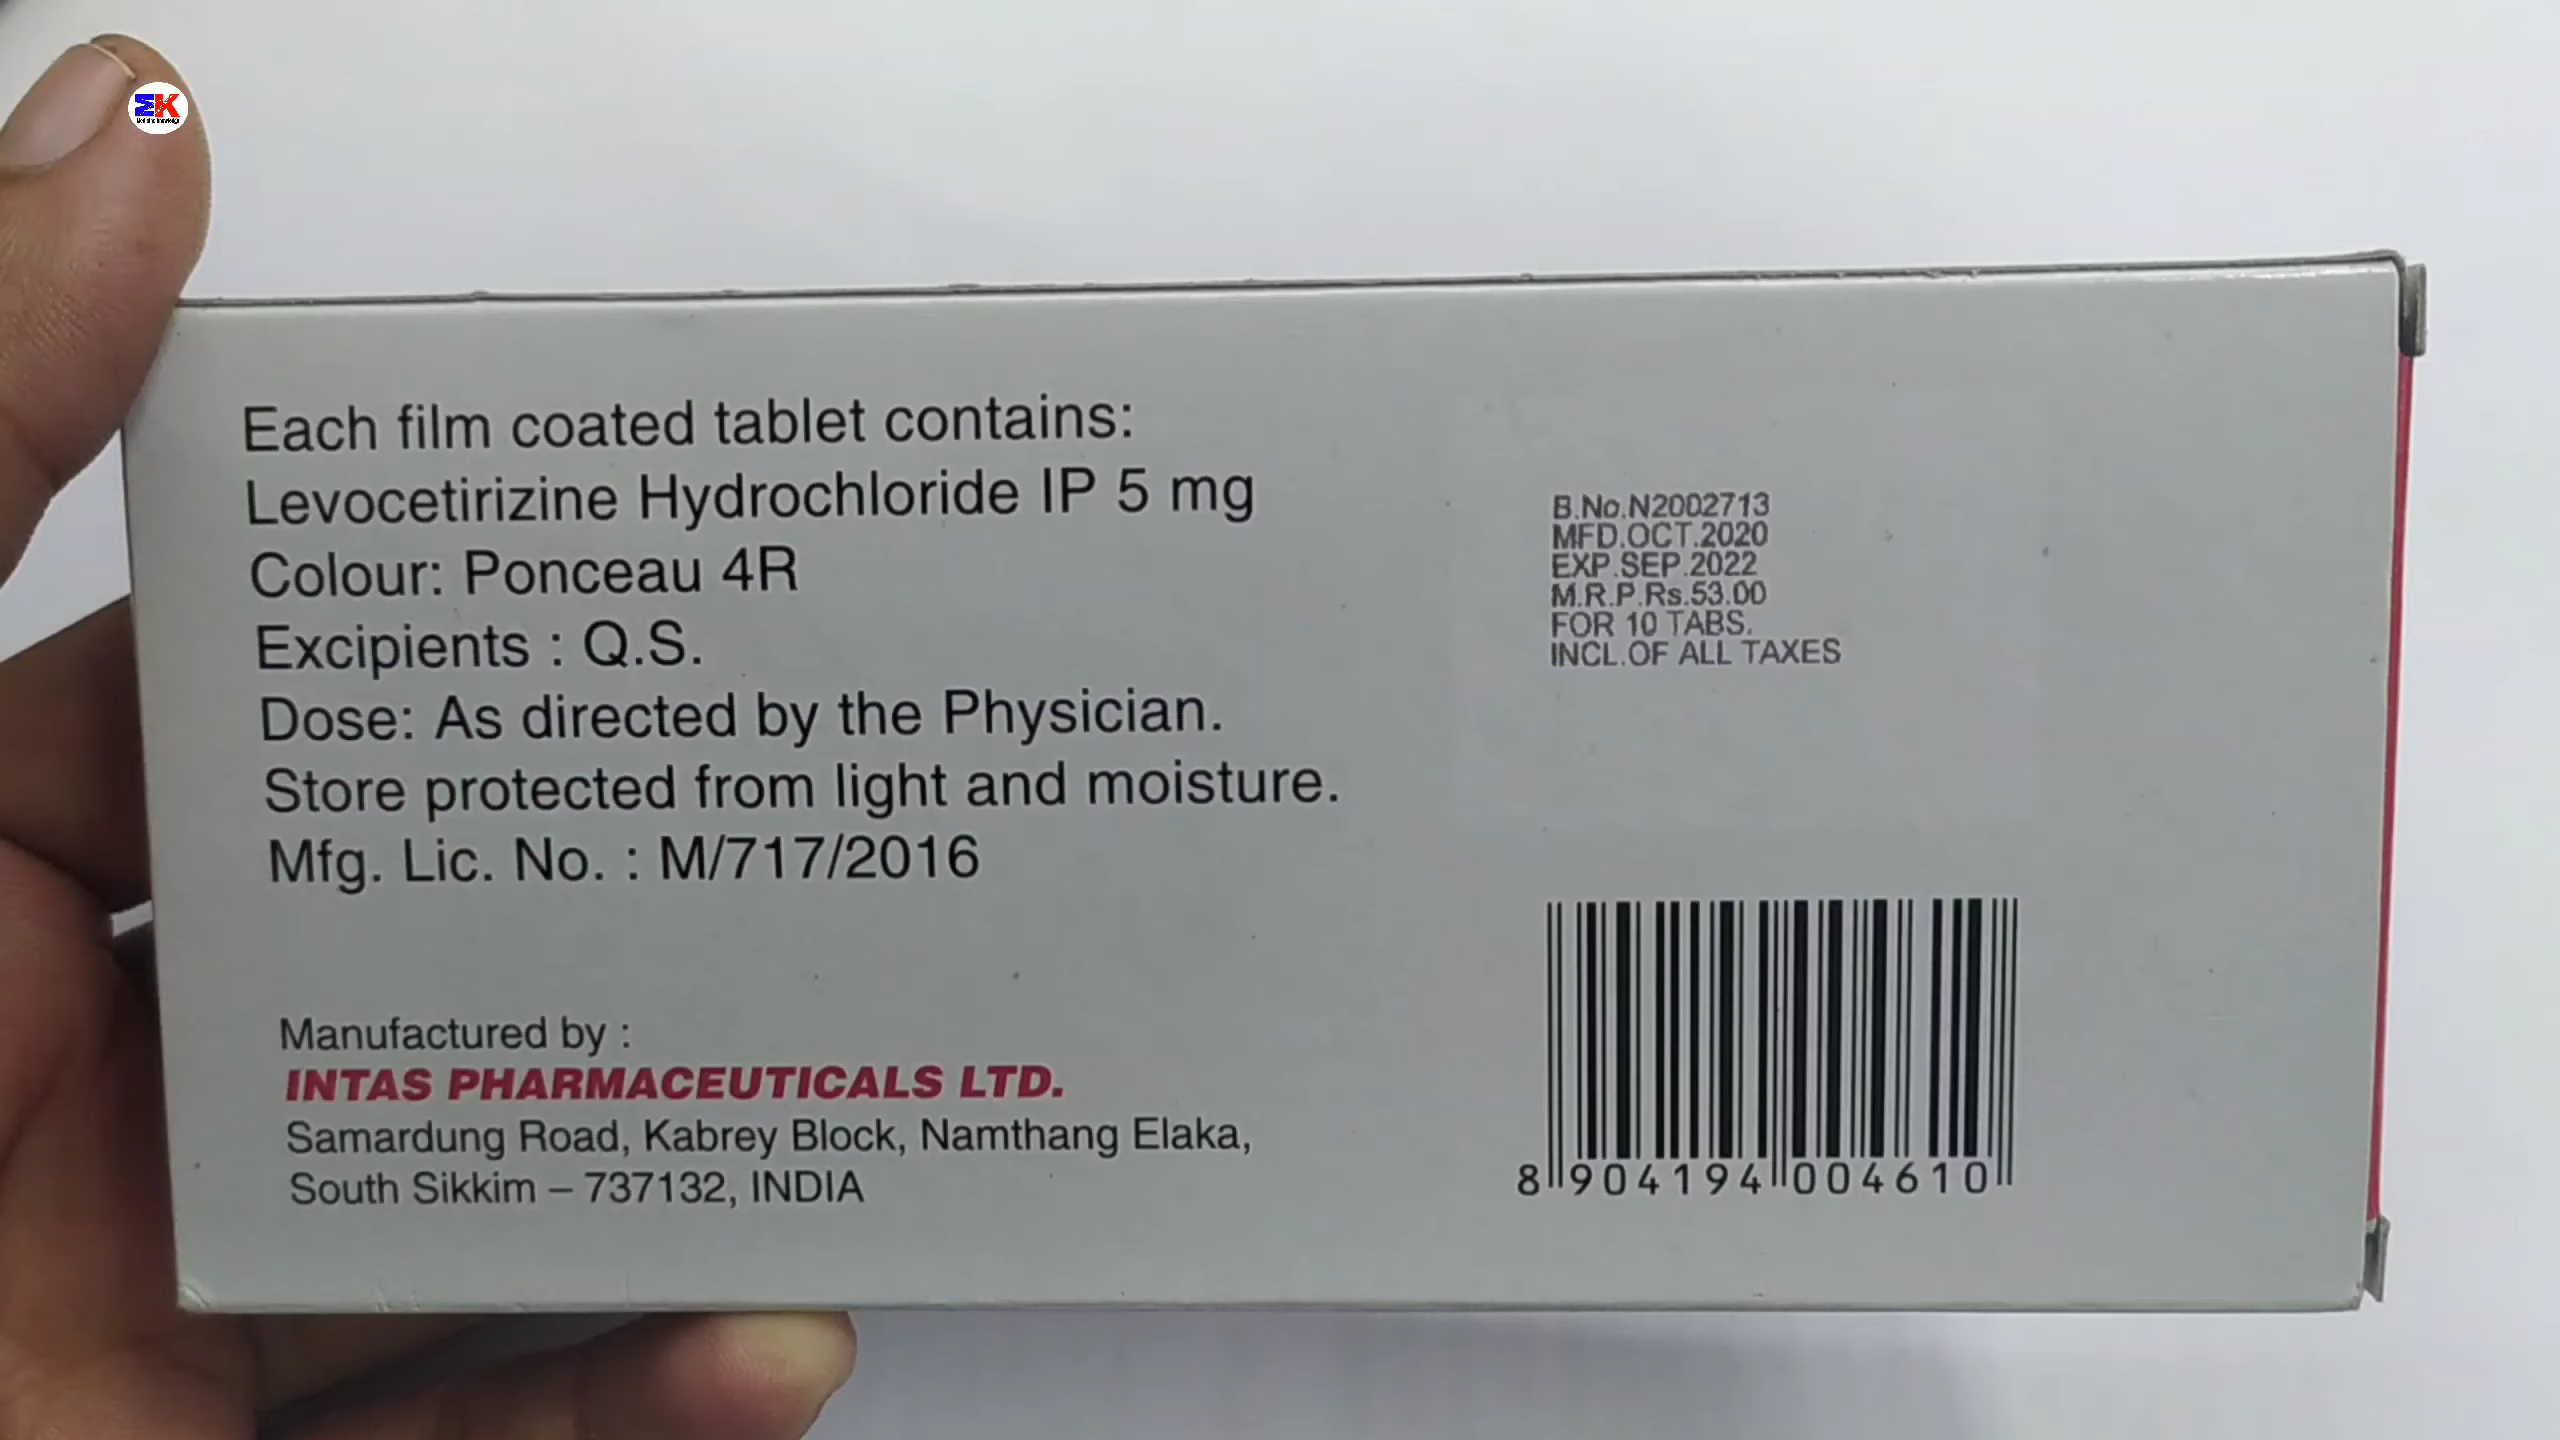 Each film coated tablet contains:
Levocetirizine Hydrochloride IP 5 mg
Colour: Ponceau 4R
Excipients : Q.S.
Dose: As directed by the Physician.
Store protected from light and moisture.
Mfg. Lic. No. : M/717/2016
Manufactured by :
INTAS PHARMACEUTICALS LTD.
Samardung Road, Kabrey Block, Namthang Elaka,
South Sikkim – 737132, INDIA
B.No.N2002713
MFD.OCT.2020
EXP.SEP.2022
M.R.P.Rs.53.00
FOR 10 TABS.
INCL.OF ALL TAXES
8 904194 004610